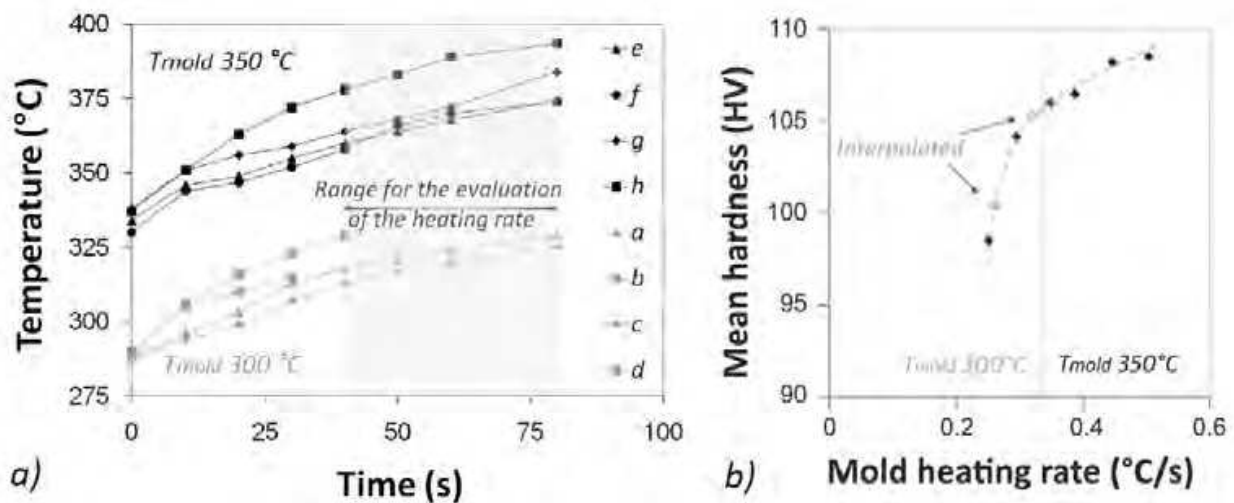 400
375
350
325
300
275
Temperature (°C)
Tmold 350 °C
Range for the evaluation
of the heating rate
Tmold 300 °C
0
25
50
75
100
Time (s)
a)
e
f
g
h
a
b
c
d
110
105
100
95
90
Mean hardness (HV)
Interpolated
Tmold 300°C
Tmold 350°C
0
0.2
0.4
0.6
Mold heating rate (°C/s)
b)